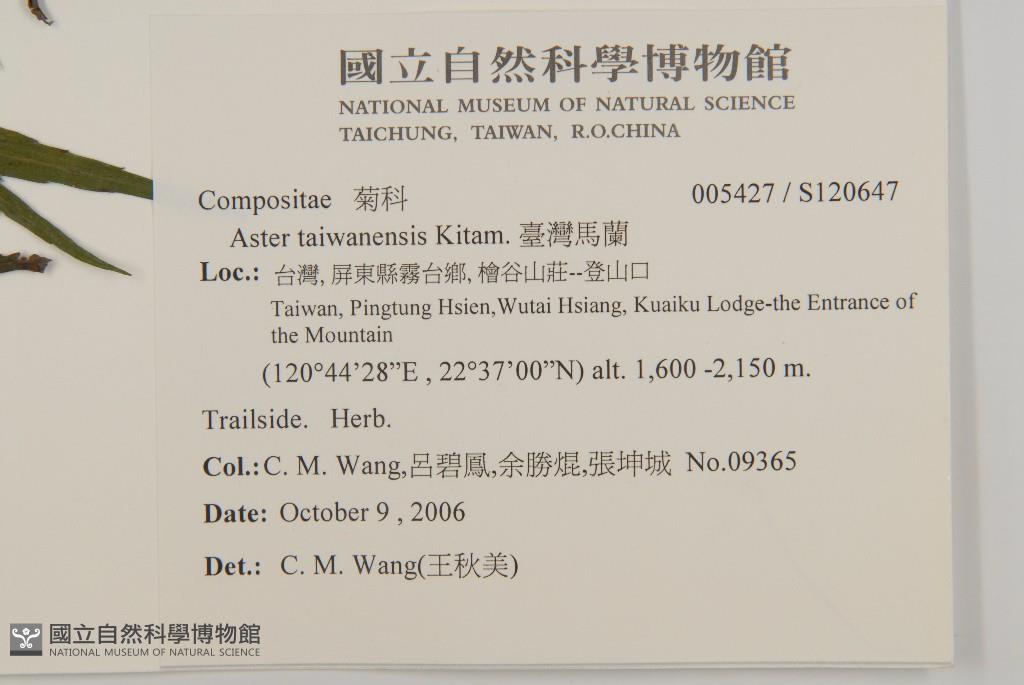 國立自然科學博物館
NATIONAL MUSEUM OF NATURAL SCIENCE
TAICHUNG, TAIWAN, R.O.CHINA
Compositae 菊科 005427 / S120647
Aster taiwanensis Kitam. 臺灣馬蘭
Loc.: 台灣, 屏東縣霧台鄉, 檜谷山莊--登山口
Taiwan, Pingtung Hsien,Wutai Hsiang, Kuaiku Lodge-the Entrance of
the Mountain
(120°44’28”E , 22°37’00”N) alt. 1,600 -2,150 m.
Trailside. Herb.
Col.: C. M. Wang,呂碧鳳,余勝焜,張坤城 No.09365
Date: October 9 , 2006
Det.: C. M. Wang(王秋美)
國立自然科學博物館
NATIONAL MUSEUM OF NATURAL SCIENCE